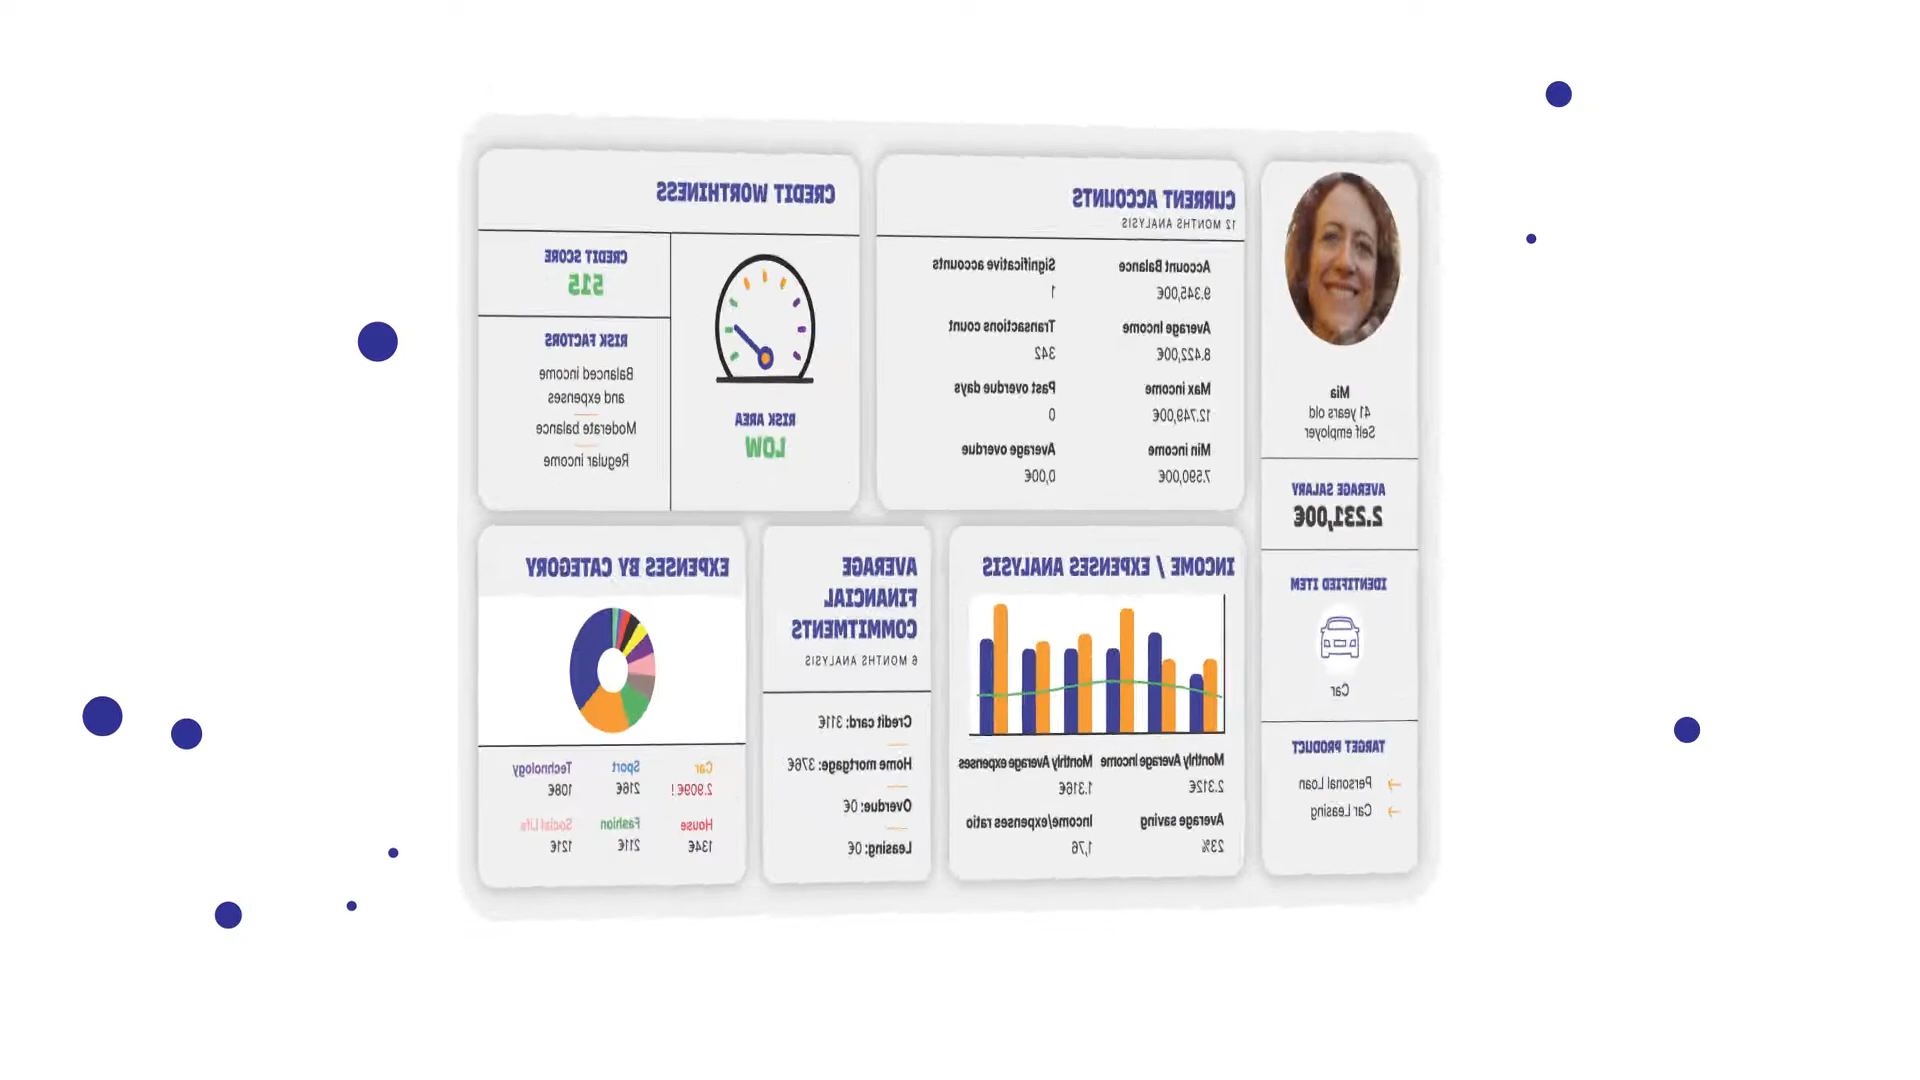 Mia
41 years old
Self employer
AVERAGE SALARY
2.231,00€
IDENTIFIED ITEM
Car
TARGET PRODUCT
→ Personal Loan
→ Car Leasing
CURRENT ACCOUNTS
12 MONTHS ANALYSIS
Account Balance
9.345,00€
Significative accounts
1
Average Income
8.422,00€
Transactions count
342
Max income
12.749,00€
Past overdue days
0
Min income
7.590,00€
Average overdue
0,00€
CREDIT WORTHINESS
RISK AREA
LOW
CREDIT SCORE
515
RISK FACTORS
Balanced income
and expenses
Moderate balance
Regular income
INCOME / EXPENSES ANALYSIS
Monthly Average Income
2.312€
Monthly Average expenses
1.316€
Average saving
23%
Income/expenses ratio
1,76
AVERAGE
FINANCIAL
COMMITMENTS
6 MONTHS ANALYSIS
Credit card: 311€
Home mortgage: 376€
Overdue: 0€
Leasing: 0€
EXPENSES BY CATEGORY
Car
2.909€ !
Sport
216€
Technology
108€
House
134€
Fashion
211€
Social Life
121€